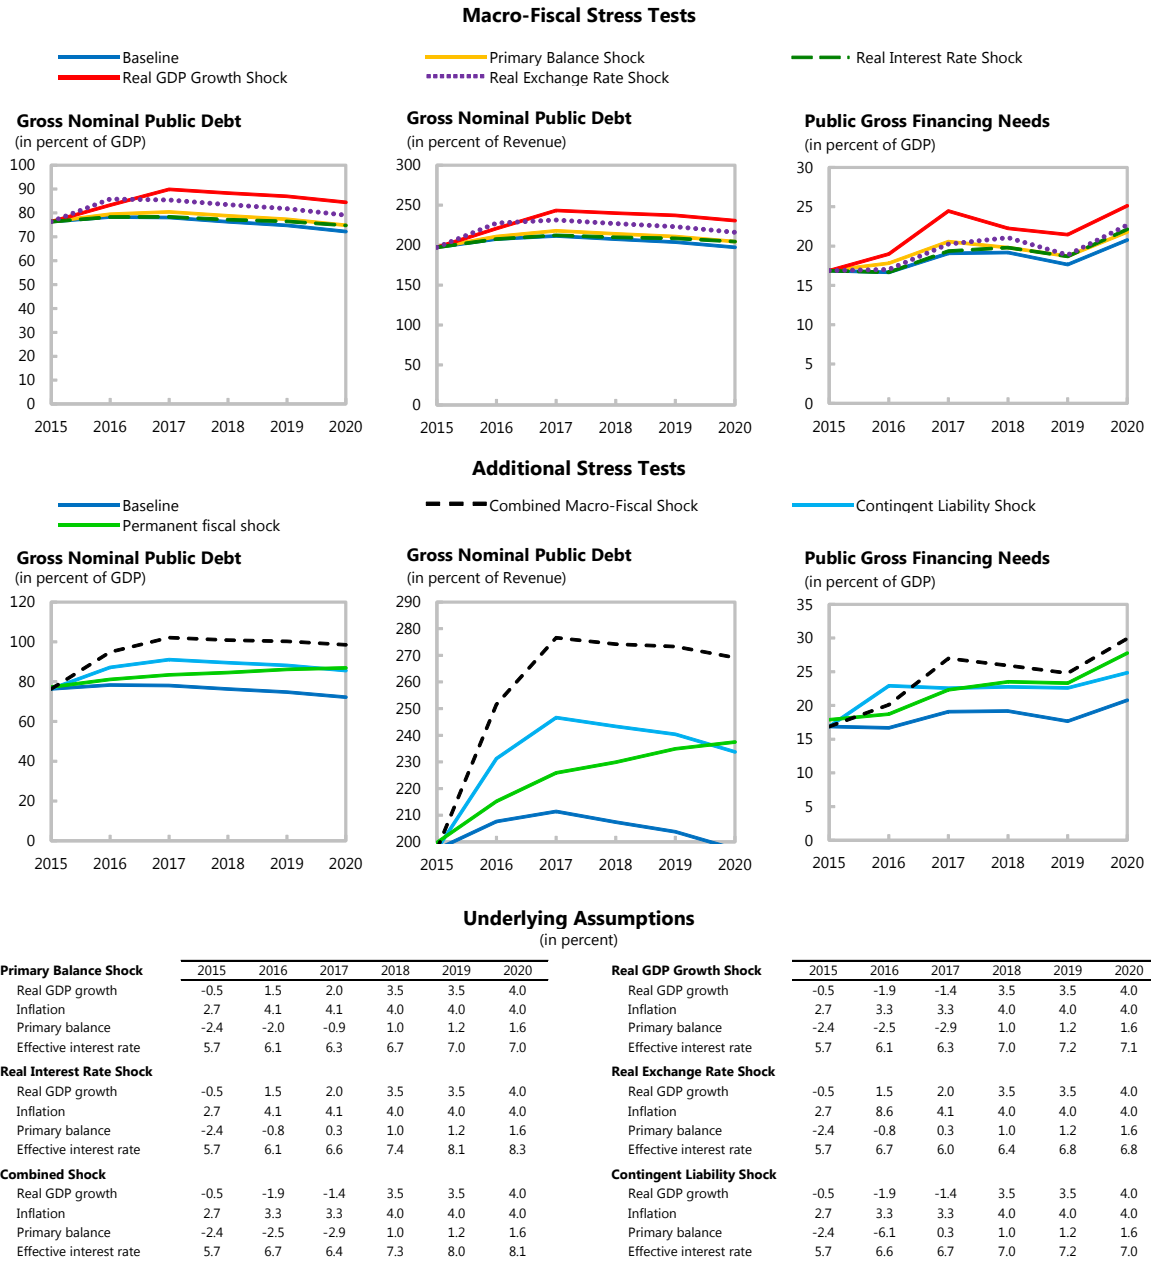 Macro-Fiscal Stress Tests
Baseline
Primary Balance Shock
Real Interest Rate Shock
Real GDP Growth Shock
Real Exchange Rate Shock
Gross Nominal Public Debt
(in percent of GDP)
100
90
80
70
60
50
40
30
20
10
0
2015 2016 2017 2018 2019 2020
Gross Nominal Public Debt
(in percent of Revenue)
300
250
200
150
100
50
0
2015 2016 2017 2018 2019 2020
Public Gross Financing Needs
(in percent of GDP)
30
25
20
15
10
5
0
2015 2016 2017 2018 2019 2020
Additional Stress Tests
Baseline
Combined Macro-Fiscal Shock
Contingent Liability Shock
Permanent fiscal shock
Gross Nominal Public Debt
(in percent of GDP)
120
100
80
60
40
20
0
2015 2016 2017 2018 2019 2020
Gross Nominal Public Debt
(in percent of Revenue)
290
280
270
260
250
240
230
220
210
200
2015 2016 2017 2018 2019 2020
Public Gross Financing Needs
(in percent of GDP)
35
30
25
20
15
10
5
0
2015 2016 2017 2018 2019 2020
Underlying Assumptions
(in percent)
Primary Balance Shock 2015 2016 2017 2018 2019 2020
Real GDP growth -0.5 1.5 2.0 3.5 3.5 4.0
Inflation 2.7 4.1 4.1 4.0 4.0 4.0
Primary balance -2.4 -2.0 -0.9 1.0 1.2 1.6
Effective interest rate 5.7 6.1 6.3 6.7 7.0 7.0
Real Interest Rate Shock
Real GDP growth -0.5 1.5 2.0 3.5 3.5 4.0
Inflation 2.7 4.1 4.1 4.0 4.0 4.0
Primary balance -2.4 -0.8 0.3 1.0 1.2 1.6
Effective interest rate 5.7 6.1 6.6 7.4 8.1 8.3
Combined Shock
Real GDP growth -0.5 -1.9 -1.4 3.5 3.5 4.0
Inflation 2.7 3.3 3.3 4.0 4.0 4.0
Primary balance -2.4 -2.5 -2.9 1.0 1.2 1.6
Effective interest rate 5.7 6.7 6.4 7.3 8.0 8.1
Real GDP Growth Shock 2015 2016 2017 2018 2019 2020
Real GDP growth -0.5 -1.9 -1.4 3.5 3.5 4.0
Inflation 2.7 3.3 3.3 4.0 4.0 4.0
Primary balance -2.4 -2.5 -2.9 1.0 1.2 1.6
Effective interest rate 5.7 6.1 6.3 7.0 7.2 7.1
Real Exchange Rate Shock
Real GDP growth -0.5 1.5 2.0 3.5 3.5 4.0
Inflation 2.7 8.6 4.1 4.0 4.0 4.0
Primary balance -2.4 -0.8 0.3 1.0 1.2 1.6
Effective interest rate 5.7 6.7 6.0 6.4 6.8 6.8
Contingent Liability Shock
Real GDP growth -0.5 -1.9 -1.4 3.5 3.5 4.0
Inflation 2.7 3.3 3.3 4.0 4.0 4.0
Primary balance -2.4 -6.1 0.3 1.0 1.2 1.6
Effective interest rate 5.7 6.6 6.7 7.0 7.2 7.0